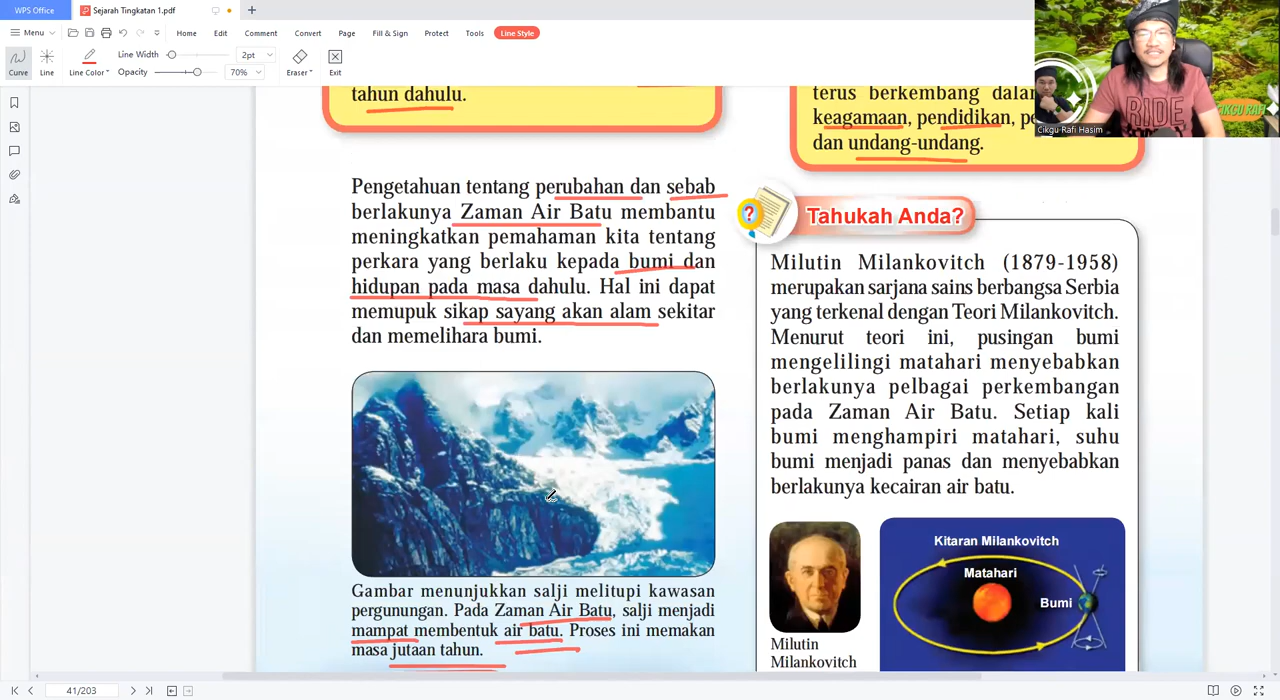 WPS Office
Sejarah Tingkatan 1.pdf
Menu
Home
Edit
Comment
Convert
Page
Fill & Sign
Protect
Tools
Line Style
Curve
Line
Line Color
Line Width
2pt
Opacity
70%
Eraser
Exit
RIDE
CIKGU RAFI
Cikgu Rafi Hasim
tahun dahulu.
terus berkembang dalam
keagamaan, pendidikan, pe
dan undang-undang.
Pengetahuan tentang perubahan dan sebab
berlakunya Zaman Air Batu membantu
meningkatkan pemahaman kita tentang
perkara yang berlaku kepada bumi dan
hidupan pada masa dahulu. Hal ini dapat
memupuk sikap sayang akan alam sekitar
dan memelihara bumi.
Gambar menunjukkan salji melitupi kawasan
pergunungan. Pada Zaman Air Batu, salji menjadi
mampat membentuk air batu. Proses ini memakan
masa jutaan tahun.
?
Tahukah Anda?
Milutin Milankovitch (1879-1958)
merupakan sarjana sains berbangsa Serbia
yang terkenal dengan Teori Milankovitch.
Menurut teori ini, pusingan bumi
mengelilingi matahari menyebabkan
berlakunya pelbagai perkembangan
pada Zaman Air Batu. Setiap kali
bumi menghampiri matahari, suhu
bumi menjadi panas dan menyebabkan
berlakunya kecairan air batu.
Milutin
Milankovitch
Kitaran Milankovitch
Matahari
Bumi
41/203